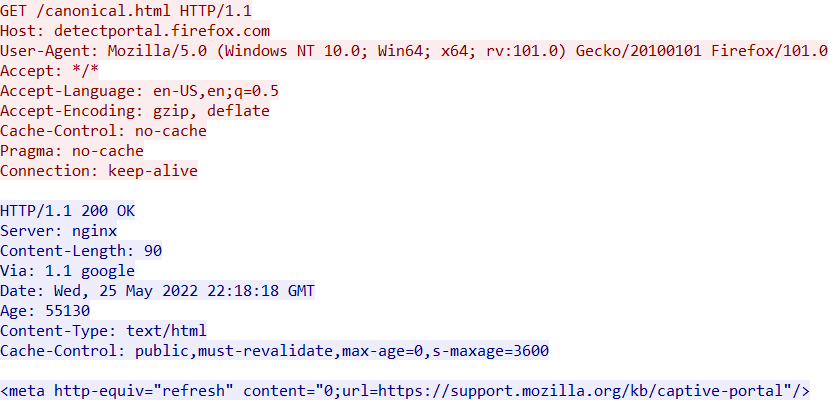 GET /canonical.html HTTP/1.1
Host: detectportal.firefox.com
User-Agent: Mozilla/5.0 (Windows NT 10.0; Win64; x64; rv:101.0) Gecko/20100101 Firefox/101.0
Accept: */*
Accept-Language: en-US,en;q=0.5
Accept-Encoding: gzip, deflate
Cache-Control: no-cache
Pragma: no-cache
Connection: keep-alive

HTTP/1.1 200 OK
Server: nginx
Content-Length: 90
Via: 1.1 google
Date: Wed, 25 May 2022 22:18:18 GMT
Age: 55130
Content-Type: text/html
Cache-Control: public,must-revalidate,max-age=0,s-maxage=3600

<meta http-equiv="refresh" content="0;url=https://support.mozilla.org/kb/captive-portal"/>